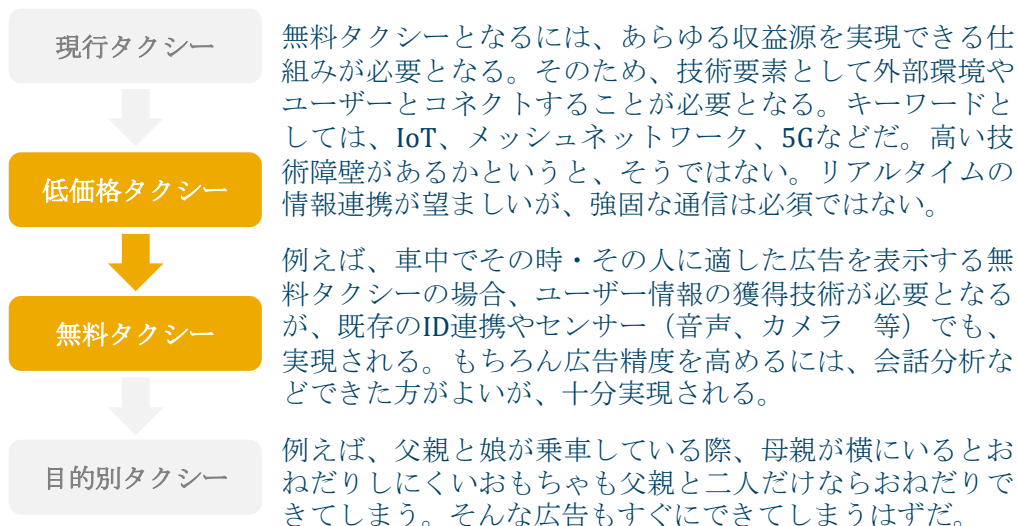 現行タクシー
低価格タクシー
無料タクシー
目的別タクシー
無料タクシーとなるには、あらゆる収益源を実現できる仕
組みが必要となる。そのため、技術要素として外部環境や
ユーザーとコネクトすることが必要となる。キーワードと
しては、IoT、メッシュネットワーク、5Gなどだ。高い技
術障壁があるかというと、そうではない。リアルタイムの
情報連携が望ましいが、強固な通信は必須ではない。
例えば、車中でその時・その人に適した広告を表示する無
料タクシーの場合、ユーザー情報の獲得技術が必要となる
が、既存のID連携やセンサー（音声、カメラ　等）でも、
実現される。もちろん広告精度を高めるには、会話分析な
どできた方がよいが、十分実現される。
例えば、父親と娘が乗車している際、母親が横にいるとお
ねだりしにくいおもちゃも父親と二人だけならおねだりで
きてしまう。そんな広告もすぐにできてしまうはずだ。